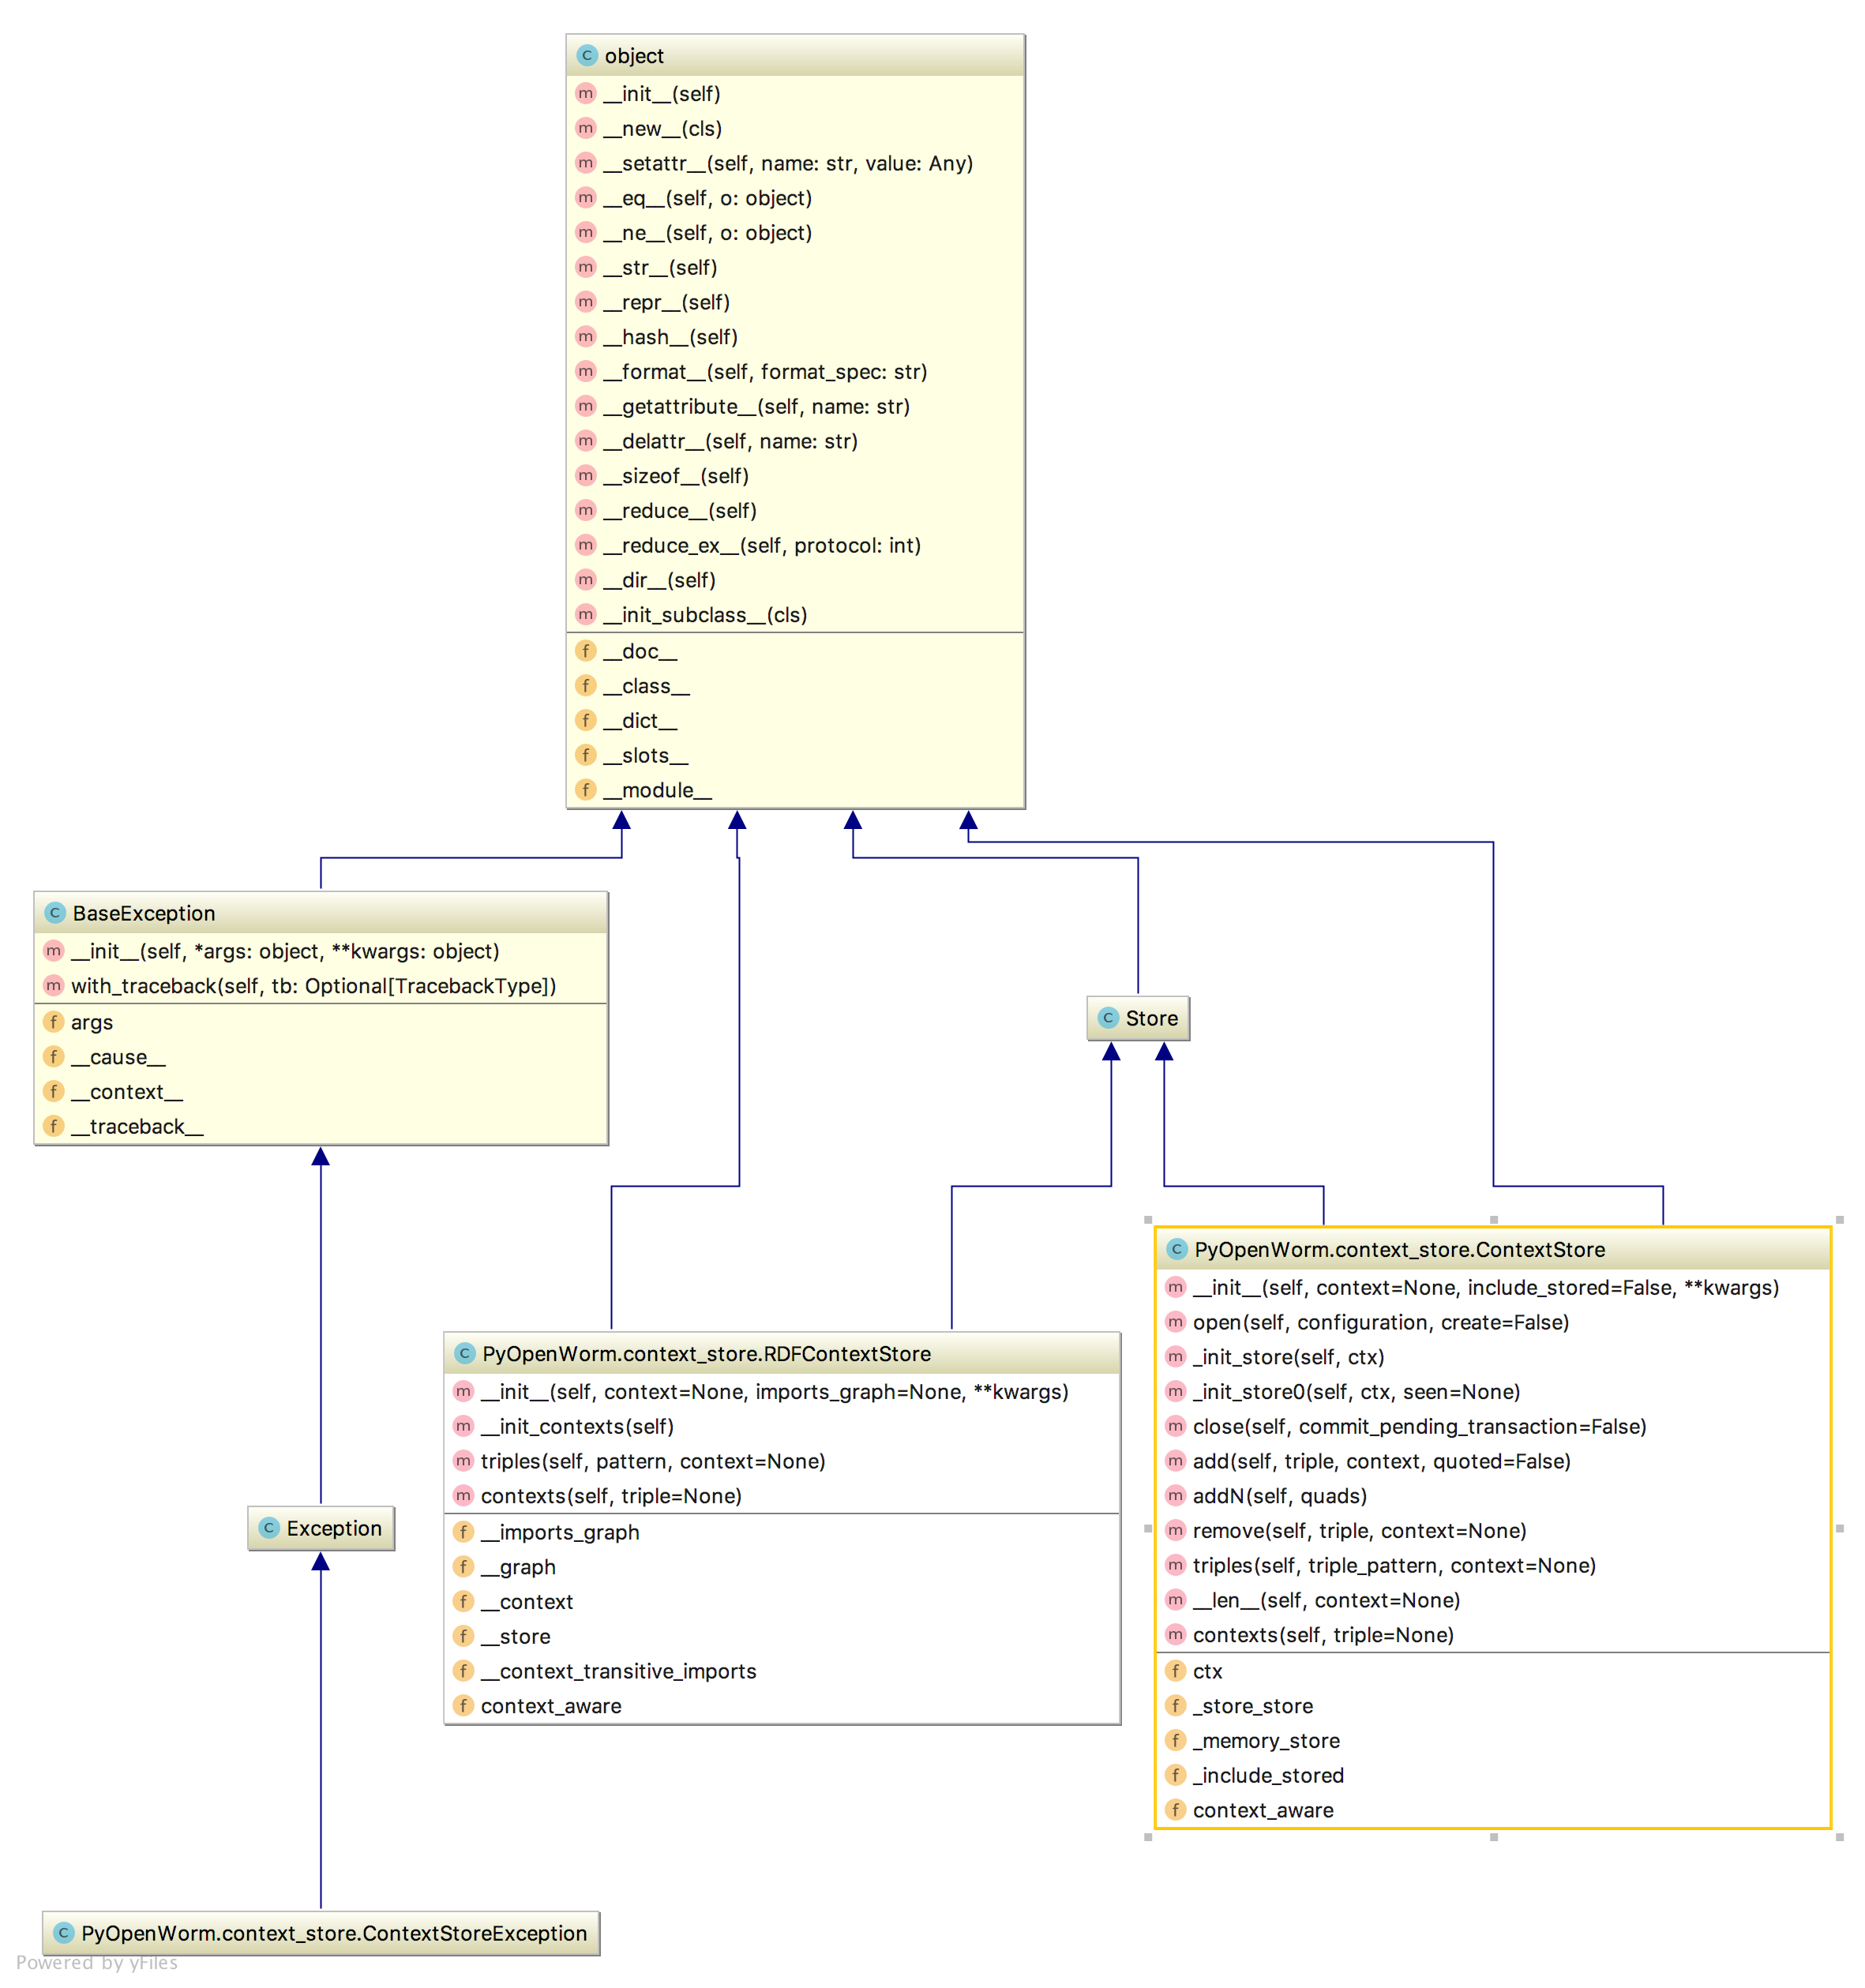 C object
m __init__(self)
m __new__(cls)
m __setattr__(self, name: str, value: Any)
m __eq__(self, o: object)
m __ne__(self, o: object)
m __str__(self)
m __repr__(self)
m __hash__(self)
m __format__(self, format_spec: str)
m __getattribute__(self, name: str)
m __delattr__(self, name: str)
m __sizeof__(self)
m __reduce__(self)
m __reduce_ex__(self, protocol: int)
m __dir__(self)
m __init_subclass__(cls)
f __doc__
f __class__
f __dict__
f __slots__
f __module__
C BaseException
m __init__(self, *args: object, **kwargs: object)
m with_traceback(self, tb: Optional[TracebackType])
f args
f __cause__
f __context__
f __traceback__
C Store
C PyOpenWorm.context_store.ContextStore
m __init__(self, context=None, include_stored=False, **kwargs)
m open(self, configuration, create=False)
m _init_store(self, ctx)
m _init_store0(self, ctx, seen=None)
m close(self, commit_pending_transaction=False)
m add(self, triple, context, quoted=False)
m addN(self, quads)
m remove(self, triple, context=None)
m triples(self, triple_pattern, context=None)
m __len__(self, context=None)
m contexts(self, triple=None)
f ctx
f _store_store
f _memory_store
f _include_stored
f context_aware
C PyOpenWorm.context_store.RDFContextStore
m __init__(self, context=None, imports_graph=None, **kwargs)
m __init_contexts(self)
m triples(self, pattern, context=None)
m contexts(self, triple=None)
f __imports_graph
f __graph
f __context
f __store
f __context_transitive_imports
f context_aware
C Exception
C PyOpenWorm.context_store.ContextStoreException
Powered by yFiles